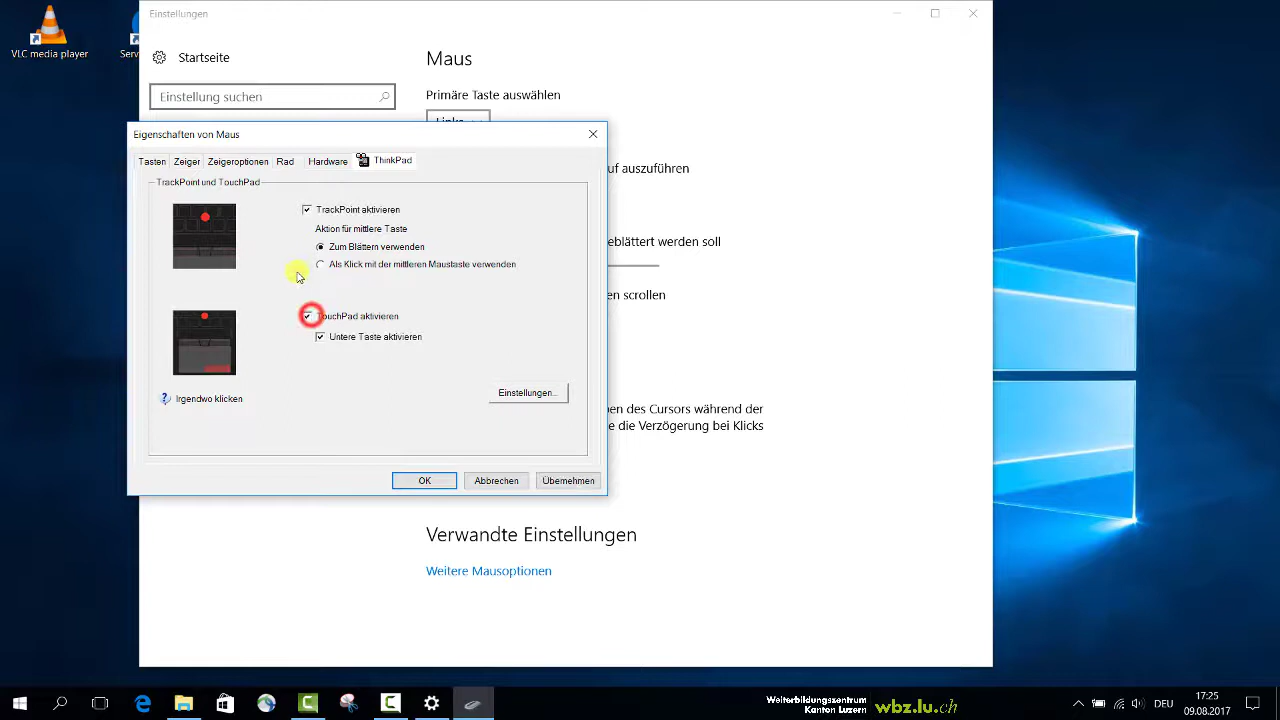 VLC media player
Serv
Einstellungen
Startseite
Einstellung suchen
Maus
Primäre Taste auswählen
Links
uf auszuführen
eblättert werden soll
en scrollen
en des Cursors während der
e die Verzögerung bei Klicks
Verwandte Einstellungen
Weitere Mausoptionen
Eigenschaften von Maus
Tasten Zeiger Zeigeroptionen Rad Hardware ThinkPad
TrackPoint und TouchPad
TrackPoint aktivieren
Aktion für mittlere Taste
Zum Blättern verwenden
Als Klick mit der mittleren Maustaste verwenden
TouchPad aktivieren
Untere Taste aktivieren
Irgendwo klicken
Einstellungen...
OK Abbrechen Übernehmen
Weiterbildungszentrum
Kanton Luzern
wbz.lu.ch
DEU
17:25
09.08.2017